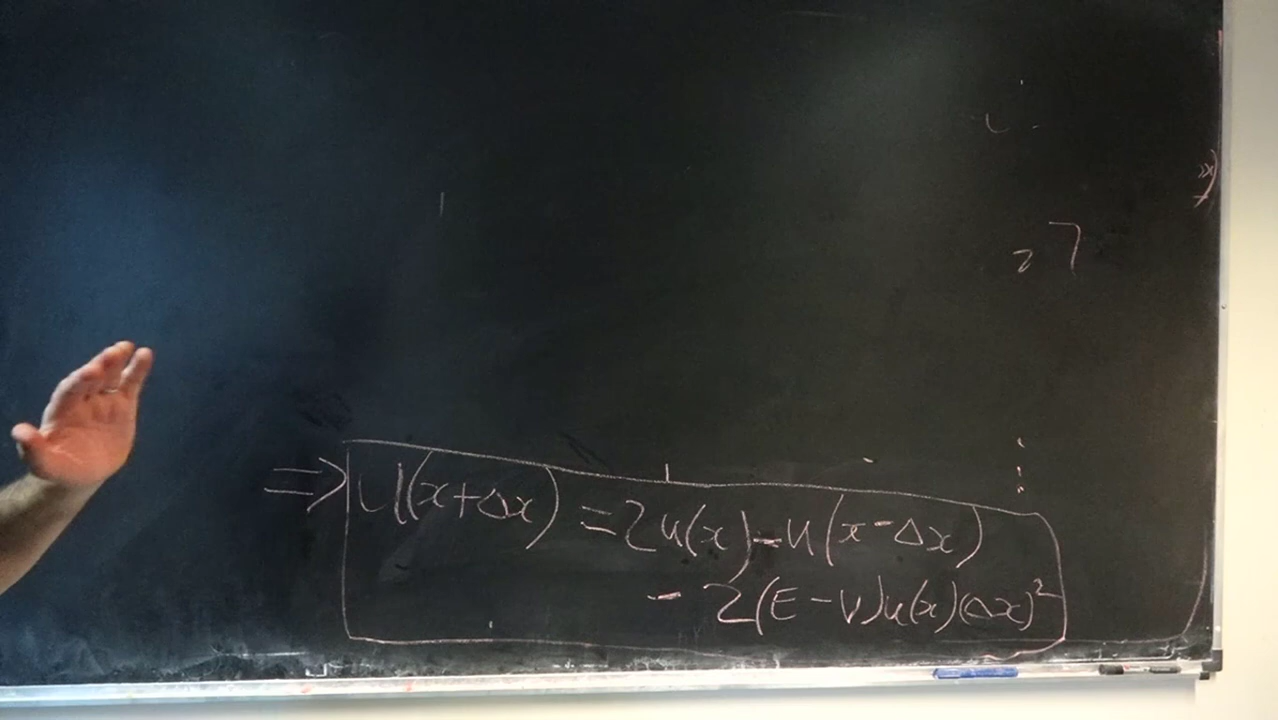 ⇒ u(x+Δx) = 2u(x) - u(x-Δx)
- 2(E-V)u(x)(Δx)²